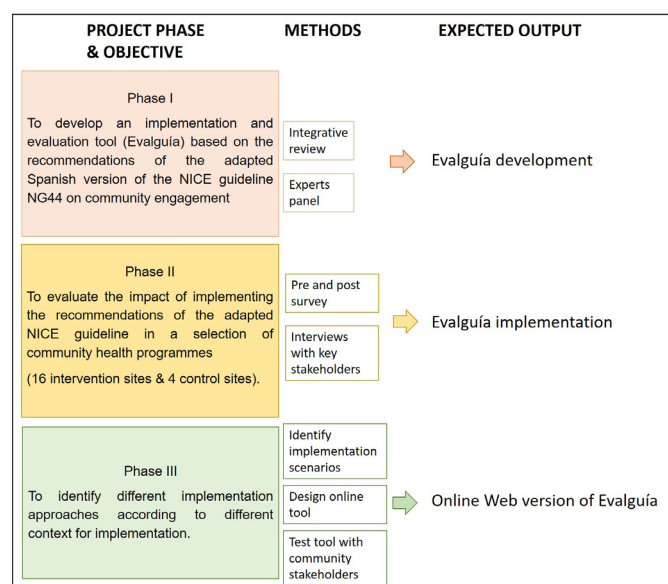 PROJECT PHASE
& OBJECTIVE
METHODS
EXPECTED OUTPUT
Phase I
To develop an implementation and
evaluation tool (Evalguía) based on the
recommendations of the adapted
Spanish version of the NICE guideline
NG44 on community engagement
Integrative
review
Experts
panel
Evalguía development
Phase II
To evaluate the impact of implementing
the recommendations of the adapted
NICE guideline in a selection of
community health programmes
(16 intervention sites & 4 control sites).
Pre and post
survey
Interviews
with key
stakeholders
Evalguía implementation
Phase III
To identify different implementation
approaches according to different
context for implementation.
Identify
implementation
scenarios
Design online
tool
Test tool with
community
stakeholders
Online Web version of Evalguía